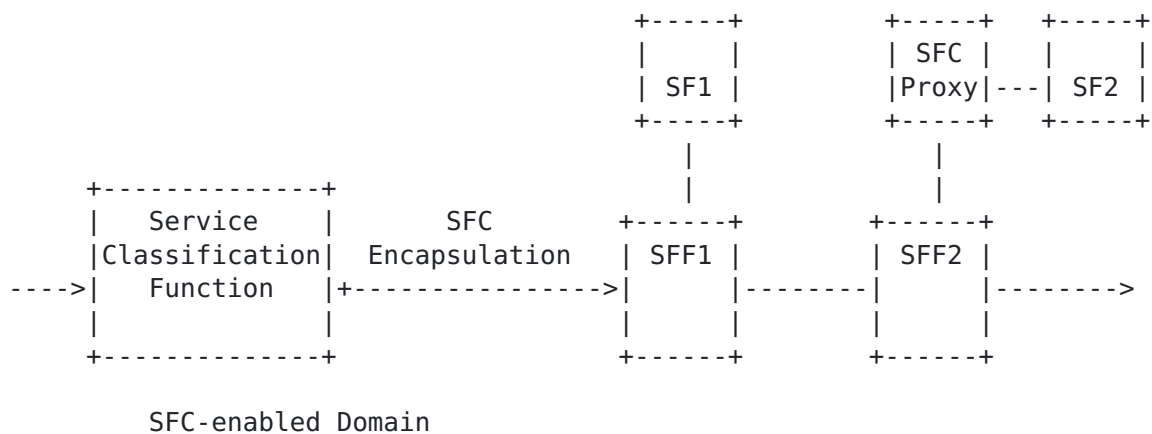 SFC
SF1 Proxy SF2
Service SFC
Classification Encapsulation SFF1 SFF2
Function
SFC-enabled Domain